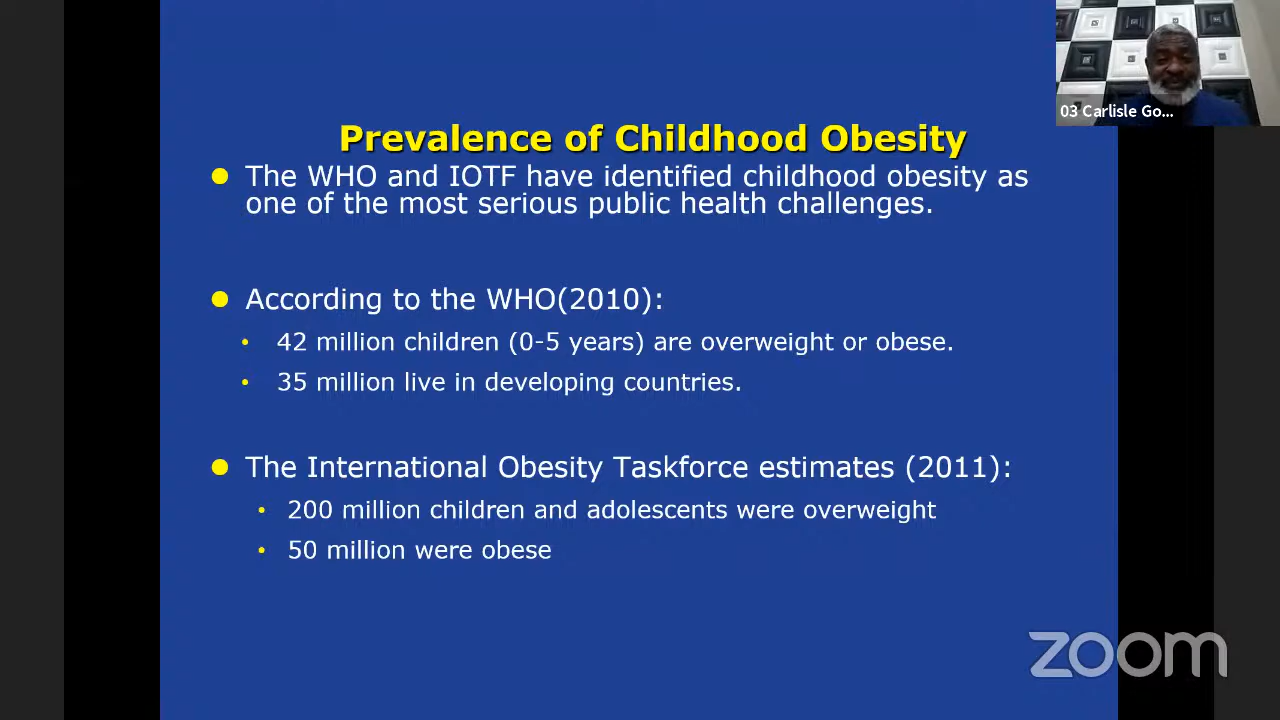 03 Carlisle Go...
Prevalence of Childhood Obesity
The WHO and IOTF have identified childhood obesity as
one of the most serious public health challenges.
According to the WHO(2010):
42 million children (0-5 years) are overweight or obese.
35 million live in developing countries.
The International Obesity Taskforce estimates (2011):
200 million children and adolescents were overweight
50 million were obese
zoom